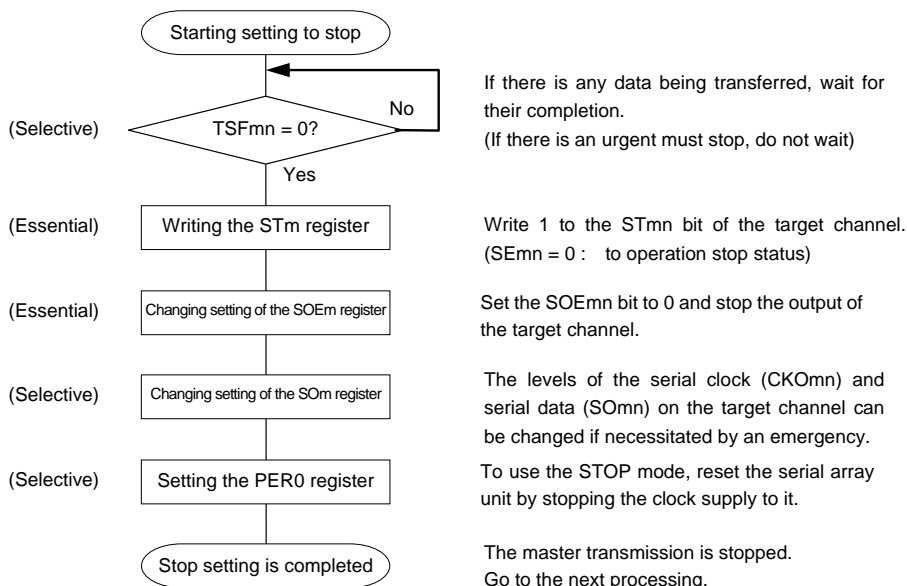 Starting setting to stop
(Selective)
TSFmn = 0?
No
Yes
If there is any data being transferred, wait for
their completion.
(If there is an urgent must stop, do not wait)
(Essential)
Writing the STm register
Write 1 to the STmn bit of the target channel.
(SEmn = 0 : to operation stop status)
(Essential)
Changing setting of the SOEm register
Set the SOEmn bit to 0 and stop the output of
the target channel.
(Selective)
Changing setting of the SOm register
The levels of the serial clock (CKOmn) and
serial data (SOmn) on the target channel can
be changed if necessitated by an emergency.
(Selective)
Setting the PER0 register
To use the STOP mode, reset the serial array
unit by stopping the clock supply to it.
Stop setting is completed
The master transmission is stopped.
Go to the next processing.